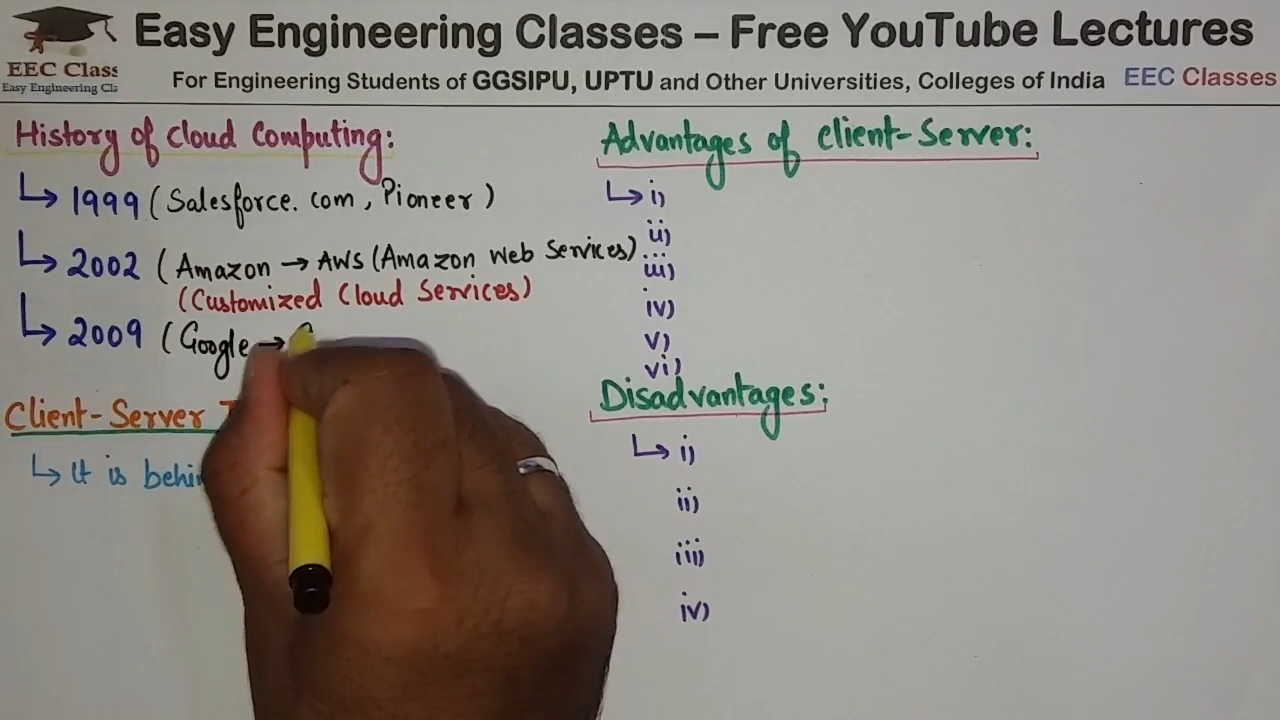 Easy Engineering Classes – Free YouTube Lectures
EEC Class
Easy Engineering Cla
For Engineering Students of GGSIPU, UPTU and Other Universities, Colleges of India EEC Classes
History of Cloud Computing:
↳ 1999 (Salesforce.com, Pioneer)
↳ 2002 (Amazon → AWS (Amazon Web Services)
(Customized Cloud Services)
↳ 2009 (Google →
Client-Server
↳ It is
Advantages of Client-Server:
↳ i)
ii)
iii)
iv)
v)
vi)
Disadvantages:
↳ i)
ii)
iii)
iv)